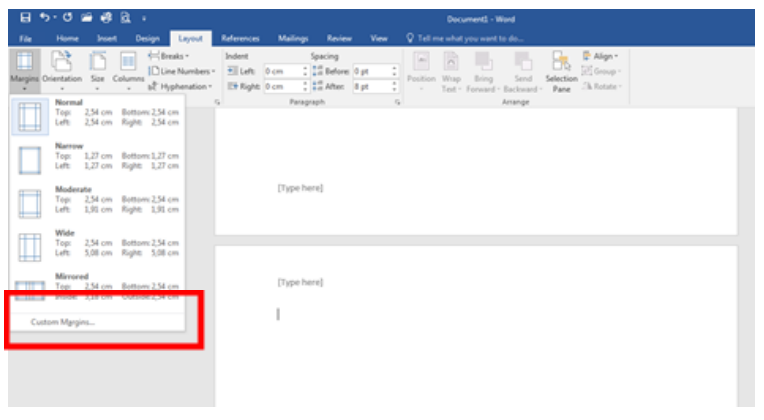 Document1 - Word
File Home Insert Design Layout References Mailings Review View Tell me what you want to do...
Margins Orientation Size Columns Breaks Line Numbers Hyphenation
Indent Spacing
Left: 0 cm Before: 0 pt
Right: 0 cm After: 8 pt
Paragraph
Position Wrap Text Bring Forward Send Backward Selection Pane Align Group Rotate
Arrange
Normal
Top: 2,54 cm Bottom: 2,54 cm
Left: 2,54 cm Right: 2,54 cm
Narrow
Top: 1,27 cm Bottom: 1,27 cm
Left: 1,27 cm Right: 1,27 cm
Moderate
Top: 2,54 cm Bottom: 2,54 cm
Left: 1,91 cm Right: 1,91 cm
Wide
Top: 2,54 cm Bottom: 2,54 cm
Left: 5,08 cm Right: 5,08 cm
Mirrored
Top: 2,54 cm Bottom: 2,54 cm
Inside: 3,18 cm Outside: 2,54 cm
Custom Margins...
[Type here]
[Type here]